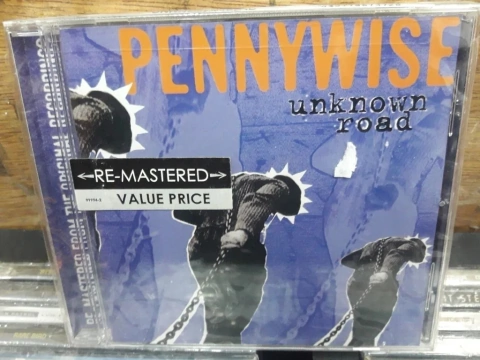 PENNYWISE
unknown
road
RE-MASTERED
VALUE PRICE
RE-MASTERED FROM THE ORIGINAL RECORDINGS